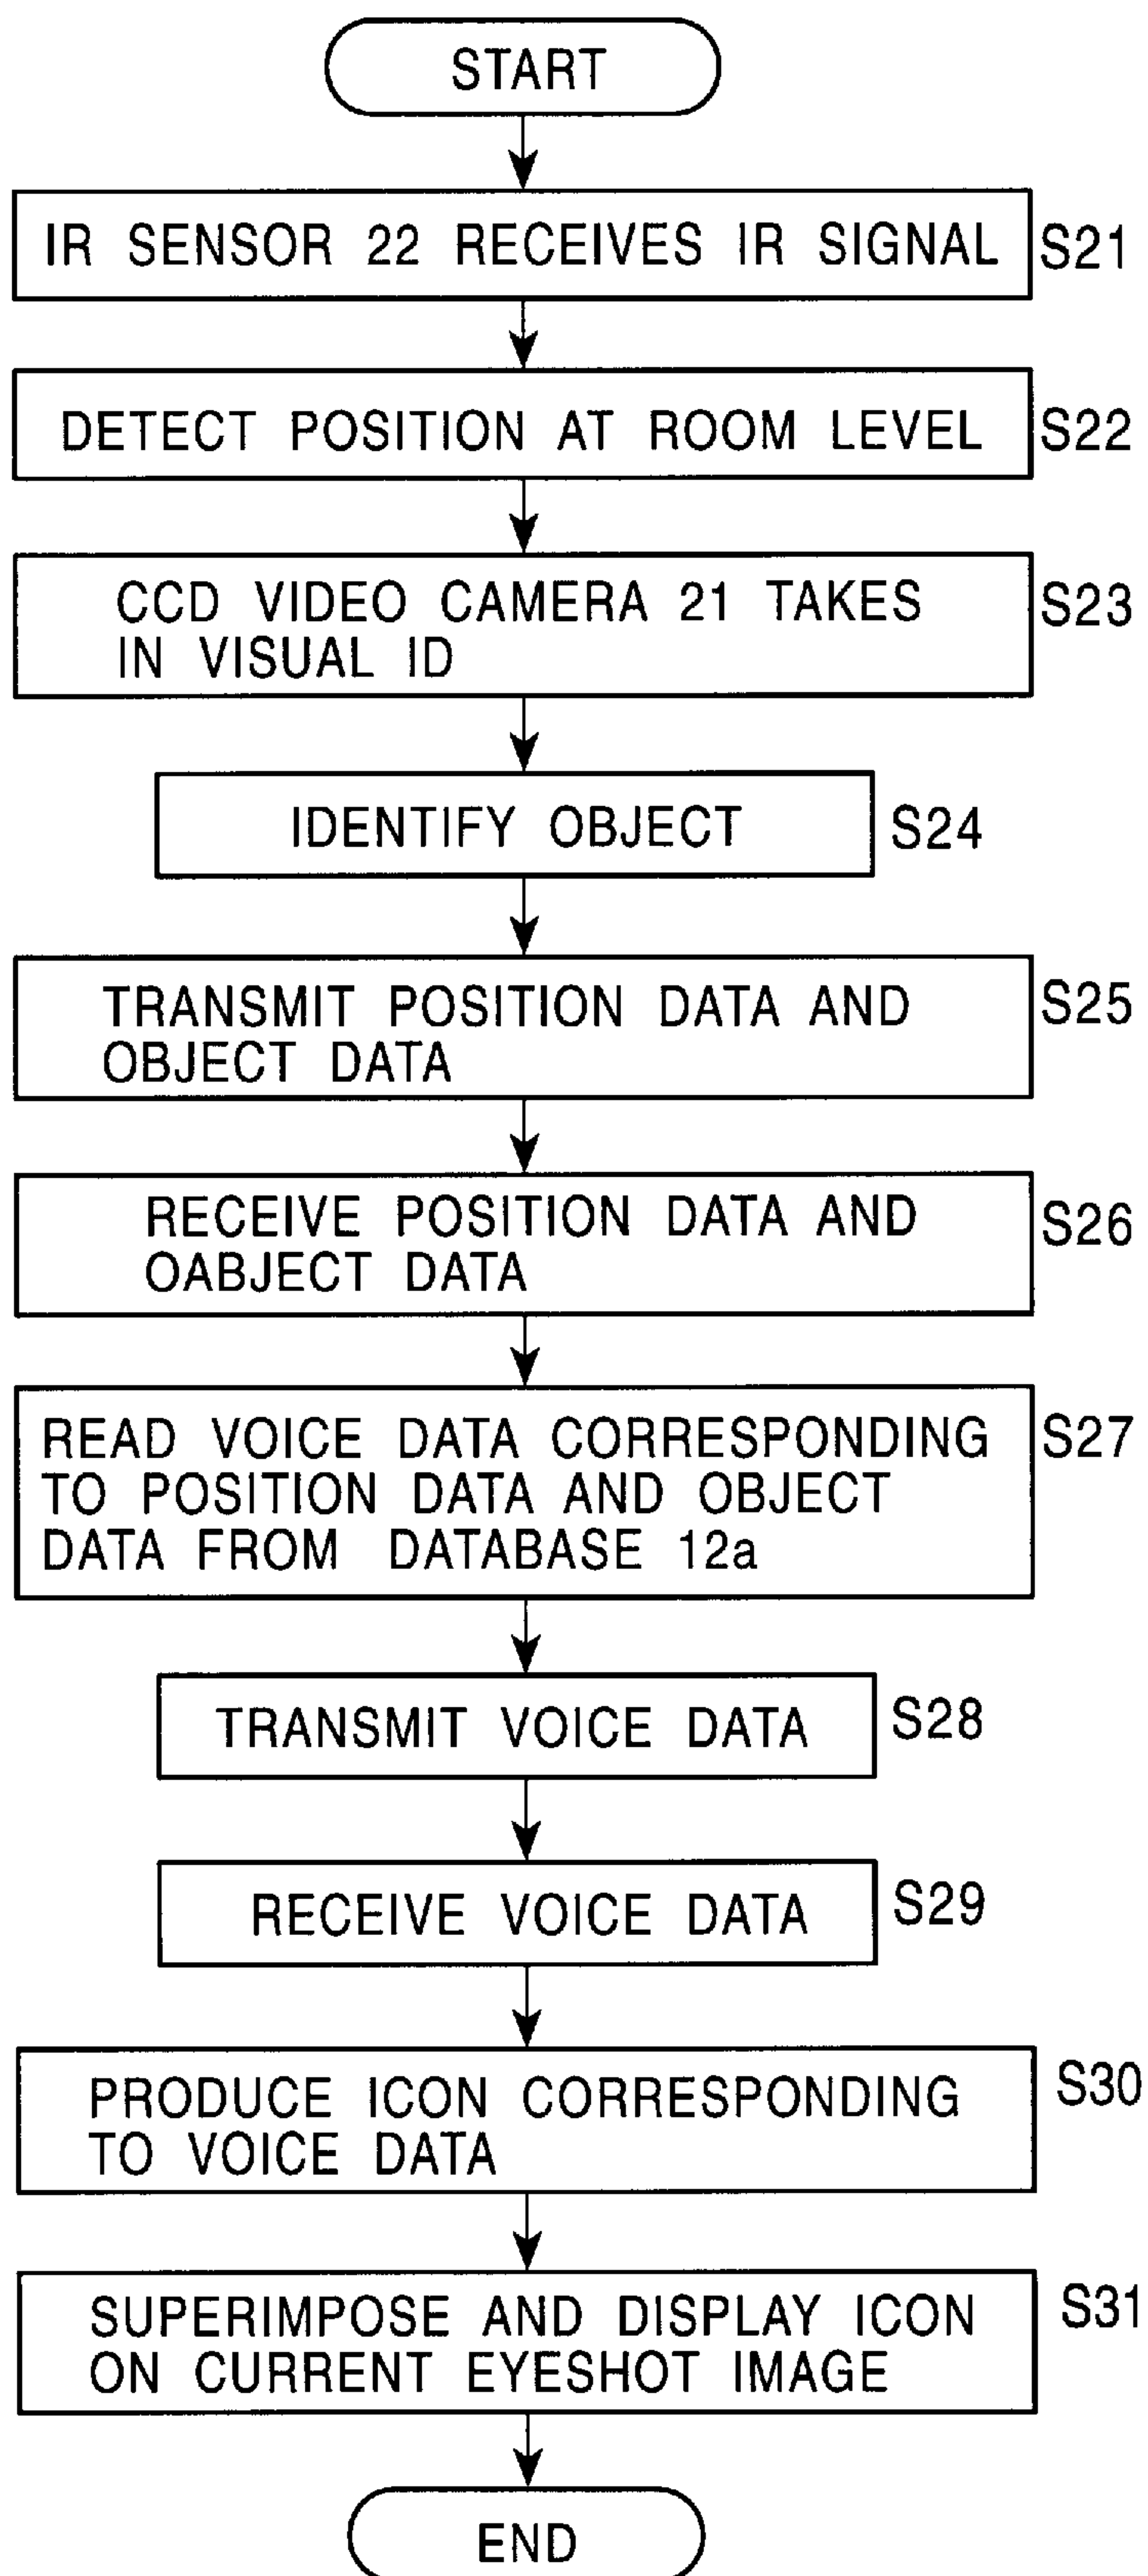 START
IR SENSOR 22 RECEIVES IR SIGNAL S21
DETECT POSITION AT ROOM LEVEL S22
CCD VIDEO CAMERA 21 TAKES S23
IN VISUAL ID
IDENTIFY OBJECT S24
TRANSMIT POSITION DATA AND S25
OBJECT DATA
RECEIVE POSITION DATA AND S26
OABJECT DATA
READ VOICE DATA CORRESPONDING S27
TO POSITION DATA AND OBJECT
DATA FROM DATABASE 12a
TRANSMIT VOICE DATA S28
RECEIVE VOICE DATA S29
PRODUCE ICON CORRESPONDING S30
TO VOICE DATA
SUPERIMPOSE AND DISPLAY ICON S31
ON CURRENT EYESHOT IMAGE
END